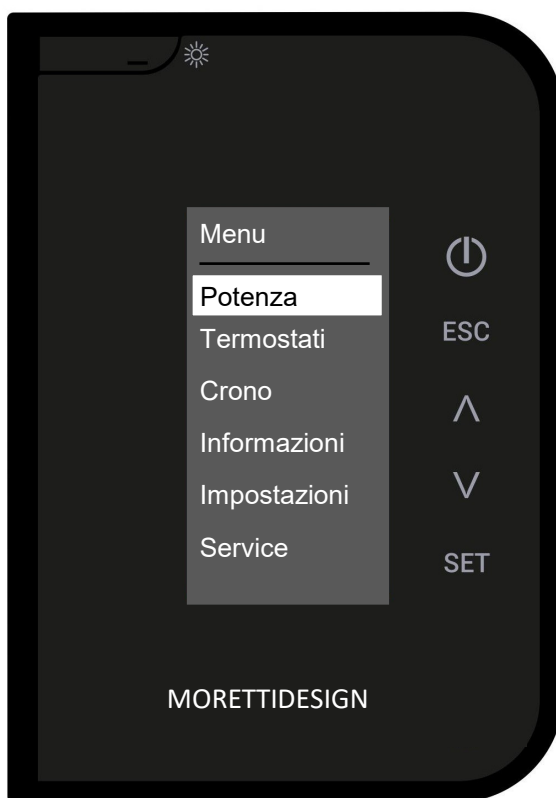 Menu
Potenza
Termostati
Crono
Informazioni
Impostazioni
Service
ESC
SET
MORETTIDESIGN